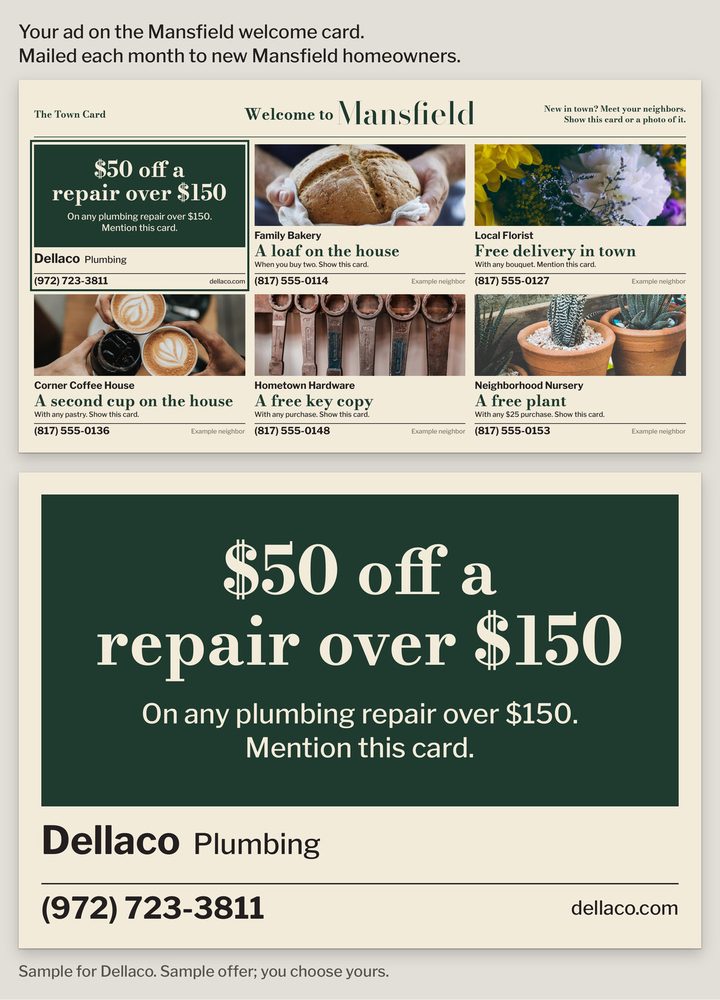 Your ad on the Mansfield welcome card.
Mailed each month to new Mansfield homeowners.
The Town Card
Welcome to Mansfield
New in town? Meet your neighbors.
Show this card or a photo of it.
$50 off a
repair over $150
On any plumbing repair over $150.
Mention this card.
Dellaco Plumbing
(972) 723-3811
dellaco.com
Family Bakery
A loaf on the house
When you buy two. Show this card.
(817) 555-0114
Example neighbor
Local Florist
Free delivery in town
With any bouquet. Mention this card.
(817) 555-0127
Example neighbor
Corner Coffee House
A second cup on the house
With any pastry. Show this card.
(817) 555-0136
Example neighbor
Hometown Hardware
A free key copy
With any purchase. Show this card.
(817) 555-0148
Example neighbor
Neighborhood Nursery
A free plant
With any $25 purchase. Show this card.
(817) 555-0153
Example neighbor
$50 off a
repair over $150
On any plumbing repair over $150.
Mention this card.
Dellaco Plumbing
(972) 723-3811
dellaco.com
Sample for Dellaco. Sample offer; you choose yours.